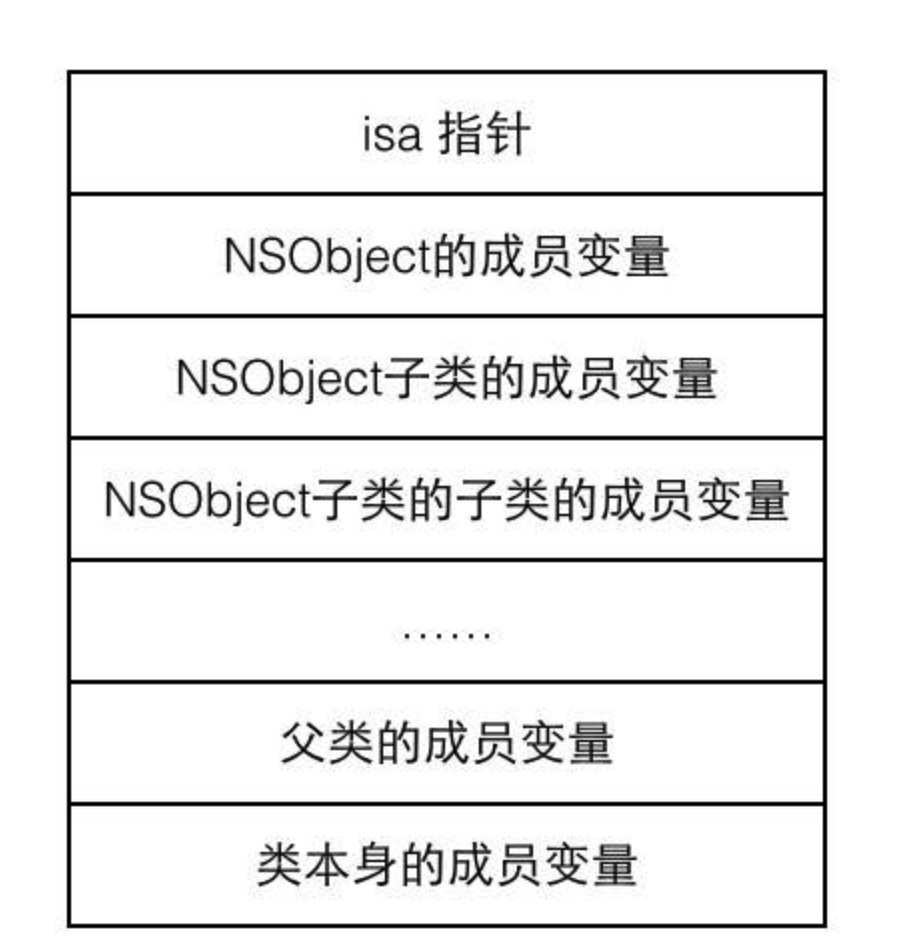 isa 指针
NSObject的成员变量
NSObject子类的成员变量
NSObject子类的子类的成员变量
……
父类的成员变量
类本身的成员变量